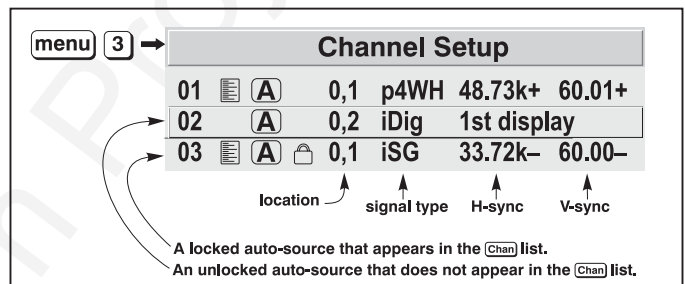 menu 3 Channel Setup
01 A 0,1 p4WH 48.73k+ 60.01+
02 A 0,2 iDig 1st display
03 A 0,1 iSG 33.72k– 60.00–
location signal type H-sync V-sync
A locked auto-source that appears in the Chan list.
An unlocked auto-source that does not appear in the Chan list.